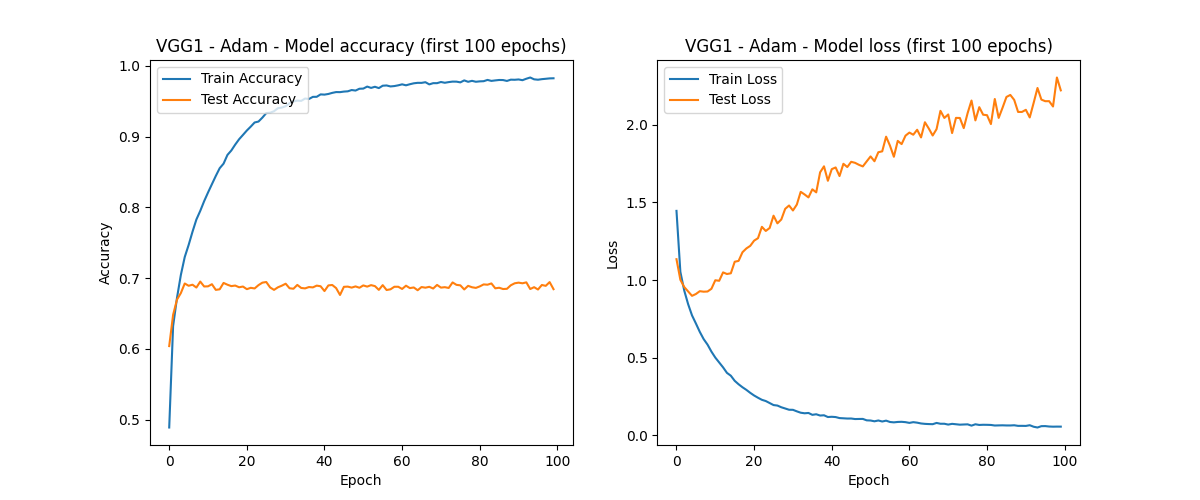 VGG1 - Adam - Model accuracy (first 100 epochs)
Train Accuracy
Test Accuracy
1.0
0.9
0.8
0.7
0.6
0.5
Accuracy
0 20 40 60 80 100
Epoch
VGG1 - Adam - Model loss (first 100 epochs)
Train Loss
Test Loss
2.0
1.5
1.0
0.5
0.0
Loss
0 20 40 60 80 100
Epoch